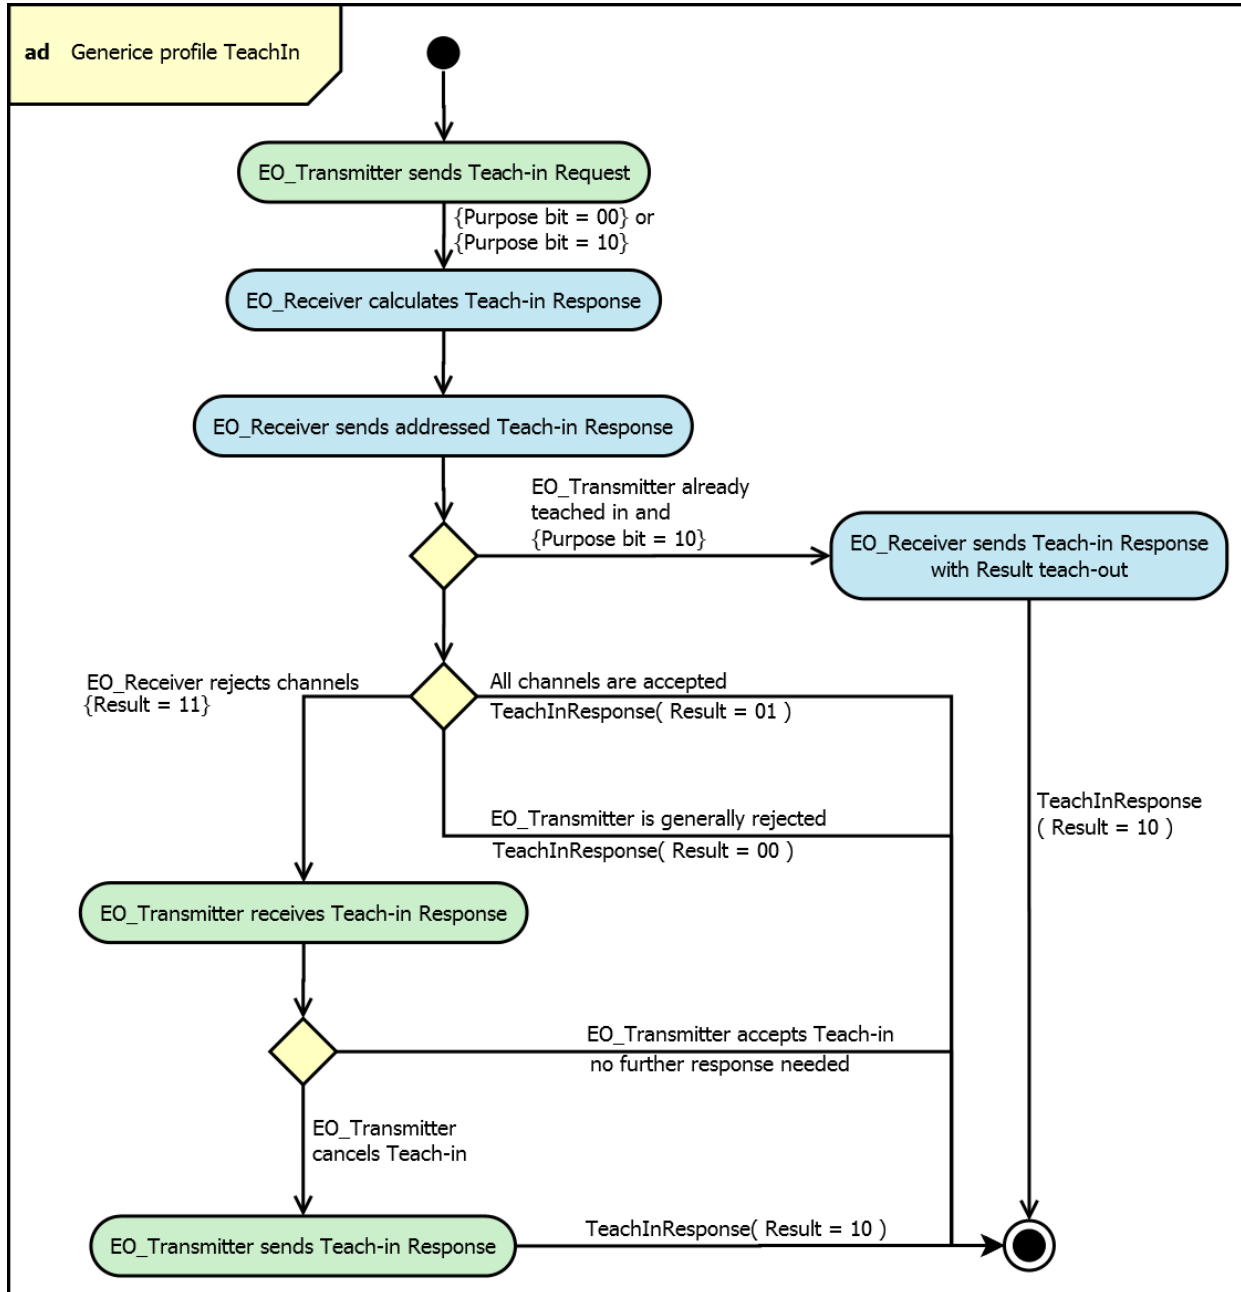 ad Generice profile TeachIn
EO_Transmitter sends Teach-in Request
{Purpose bit = 00} or
{Purpose bit = 10}
EO_Receiver calculates Teach-in Response
EO_Receiver sends addressed Teach-in Response
EO_Transmitter already
teached in and
{Purpose bit = 10}
EO_Receiver sends Teach-in Response
with Result teach-out
EO_Receiver rejects channels
{Result = 11}
All channels are accepted
TeachInResponse( Result = 01 )
EO_Transmitter is generally rejected
TeachInResponse( Result = 00 )
TeachInResponse
( Result = 10 )
EO_Transmitter receives Teach-in Response
EO_Transmitter accepts Teach-in
no further response needed
EO_Transmitter
cancels Teach-in
EO_Transmitter sends Teach-in Response
TeachInResponse( Result = 10 )